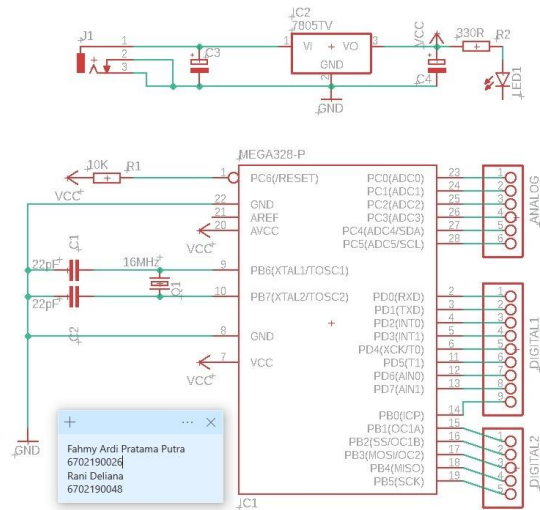 IC2
7805TV
J1
1
2
3
C3
1
VI
VO
3
GND
2
GND
VCC
C4
330R
R2
LED1
MEGA328-P
10K
R1
VCC
1
PC6(/RESET)
22
GND
21
AREF
20
AVCC
VCC
C1
22pF
16MHz
9
PB6(XTAL1/TOSC1)
Q1
22pF
10
PB7(XTAL2/TOSC2)
C2
8
GND
7
VCC
VCC
GND
PC0(ADC0) 23 1
PC1(ADC1) 24 2
PC2(ADC2) 25 3
PC3(ADC3) 26 4
PC4(ADC4/SDA) 27 5
PC5(ADC5/SCL) 28 6
ANALOG
PD0(RXD) 2 1
PD1(TXD) 3 2
PD2(INT0) 4 3
PD3(INT1) 5 4
PD4(XCK/T0) 6 5
PD5(T1) 11 6
PD6(AIN0) 12 7
PD7(AIN1) 13 8
PB0(ICP) 14 9
DIGITAL1
PB1(OC1A) 15 1
PB2(SS/OC1B) 16 2
PB3(MOSI/OC2) 17 3
PB4(MISO) 18 4
PB5(SCK) 19 5
DIGITAL2
IC1
Fahmy Ardi Pratama Putra
6702190026
Rani Deliana
6702190048